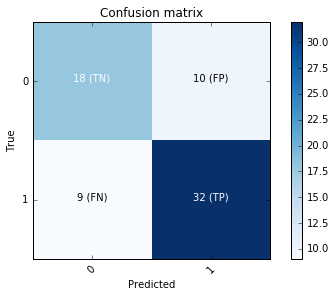 Confusion matrix
0
18 (TN)
10 (FP)
True
1
9 (FN)
32 (TP)
0
1
Predicted
30.0
27.5
25.0
22.5
20.0
17.5
15.0
12.5
10.0